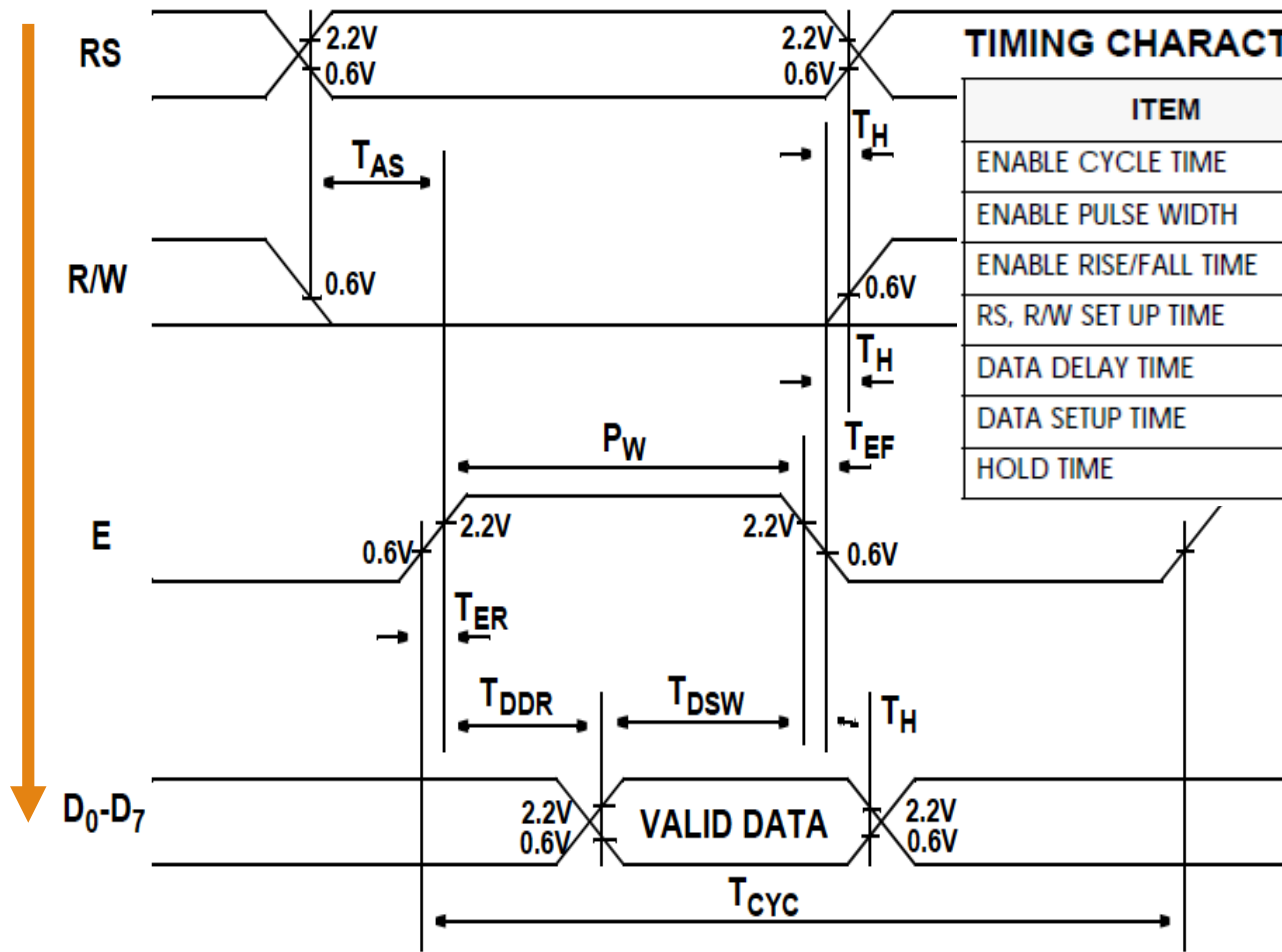 RS
2.2V
0.6V
2.2V
0.6V
TIMING CHARACT
ITEM
ENABLE CYCLE TIME
ENABLE PULSE WIDTH
ENABLE RISE/FALL TIME
RS, R/W SET UP TIME
DATA DELAY TIME
DATA SETUP TIME
HOLD TIME
TH
TAS
R/W
0.6V
0.6V
TH
PW
TEF
E
0.6V
2.2V
2.2V
0.6V
TER
TDDR
TDSW
TH
D0-D7
2.2V
0.6V
VALID DATA
2.2V
0.6V
TCYC